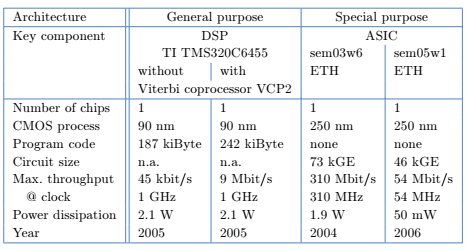 Architecture General purpose Special purpose
Key component DSP ASIC
TI TMS320C6455 sem03w6 sem05w1
without with ETH ETH
Viterbi coprocessor VCP2
Number of chips 1 1 1 1
CMOS process 90 nm 90 nm 250 nm 250 nm
Program code 187 kiByte 242 kiByte none none
Circuit size n.a. n.a. 73 kGE 46 kGE
Max. throughput 45 kbit/s 9 Mbit/s 310 Mbit/s 54 Mbit/s
@ clock 1 GHz 1 GHz 310 MHz 54 MHz
Power dissipation 2.1 W 2.1 W 1.9 W 50 mW
Year 2005 2005 2004 2006